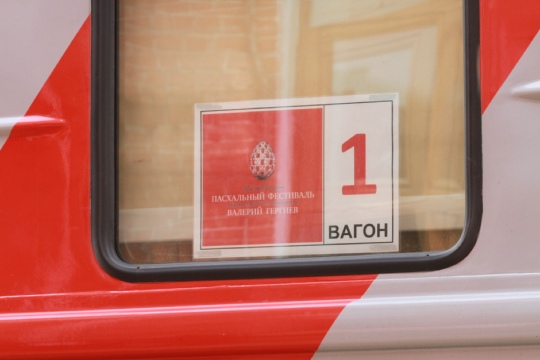 ПАСХАЛЬНЫЙ ФЕСТИВАЛЬ
ВАЛЕРИЙ ГЕРГИЕВ
1
ВАГОН